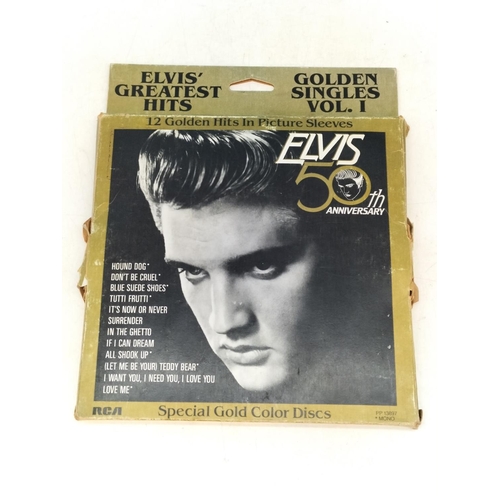 ELVIS'
GREATEST
HITS
GOLDEN
SINGLES
VOL. I
12 Golden Hits In Picture Sleeves
ELVIS
50th
ANNIVERSARY
HOUND DOG*
DON'T BE CRUEL*
BLUE SUEDE SHOES*
TUTTI FRUTTI*
IT'S NOW OR NEVER
SURRENDER
IN THE GHETTO
IF I CAN DREAM
ALL SHOOK UP*
(LET ME BE YOUR) TEDDY BEAR*
I WANT YOU, I NEED YOU, I LOVE YOU
LOVE ME*
RCA
Special Gold Color Discs
* MONO